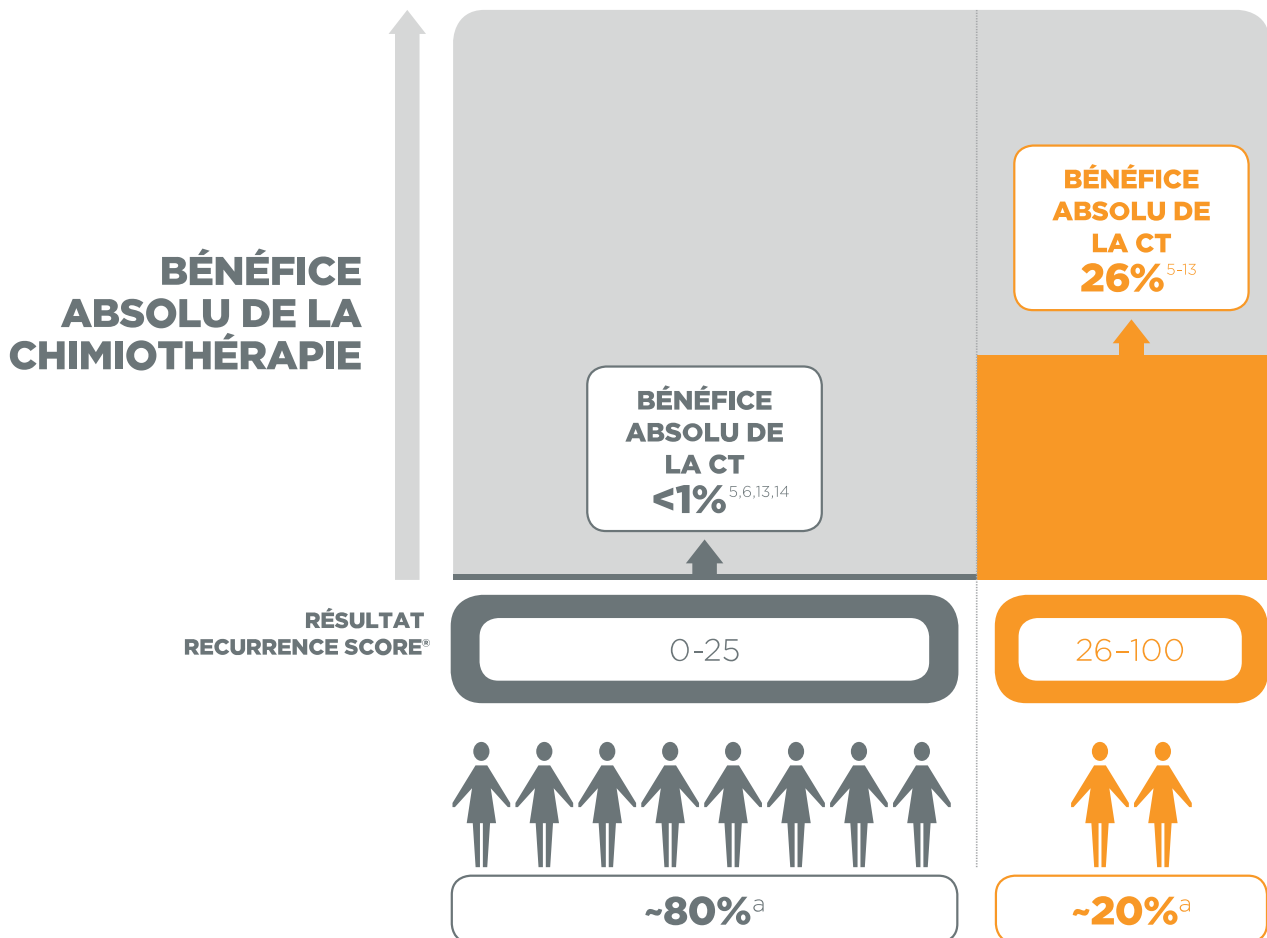 BÉNÉFICE
ABSOLU DE LA
CHIMIOTHÉRAPIE
BÉNÉFICE
ABSOLU DE
LA CT
<1% 5,6,13,14
BÉNÉFICE
ABSOLU DE
LA CT
26% 5-13
RÉSULTAT
RECURRENCE SCORE®
0-25
26–100
~80%a
~20%a